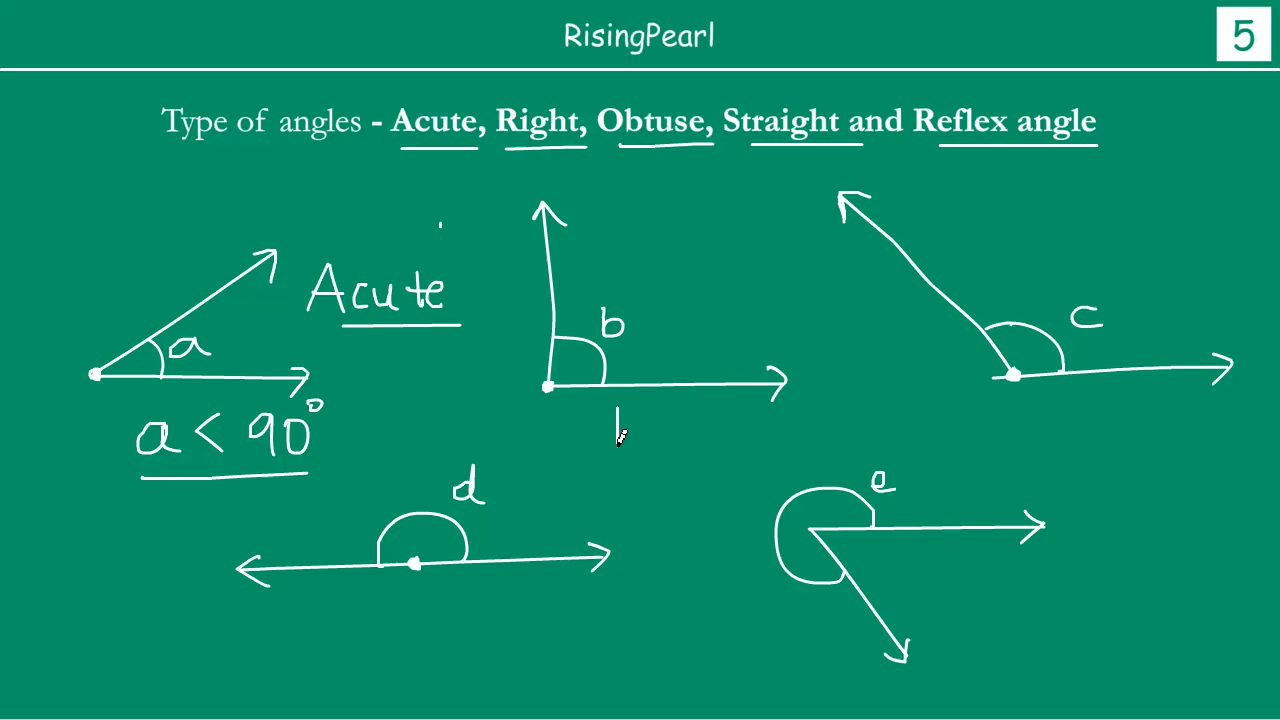 RisingPearl
5
Type of angles - Acute, Right, Obtuse, Straight and Reflex angle
Acute
a
b
c
a < 90°
d
e